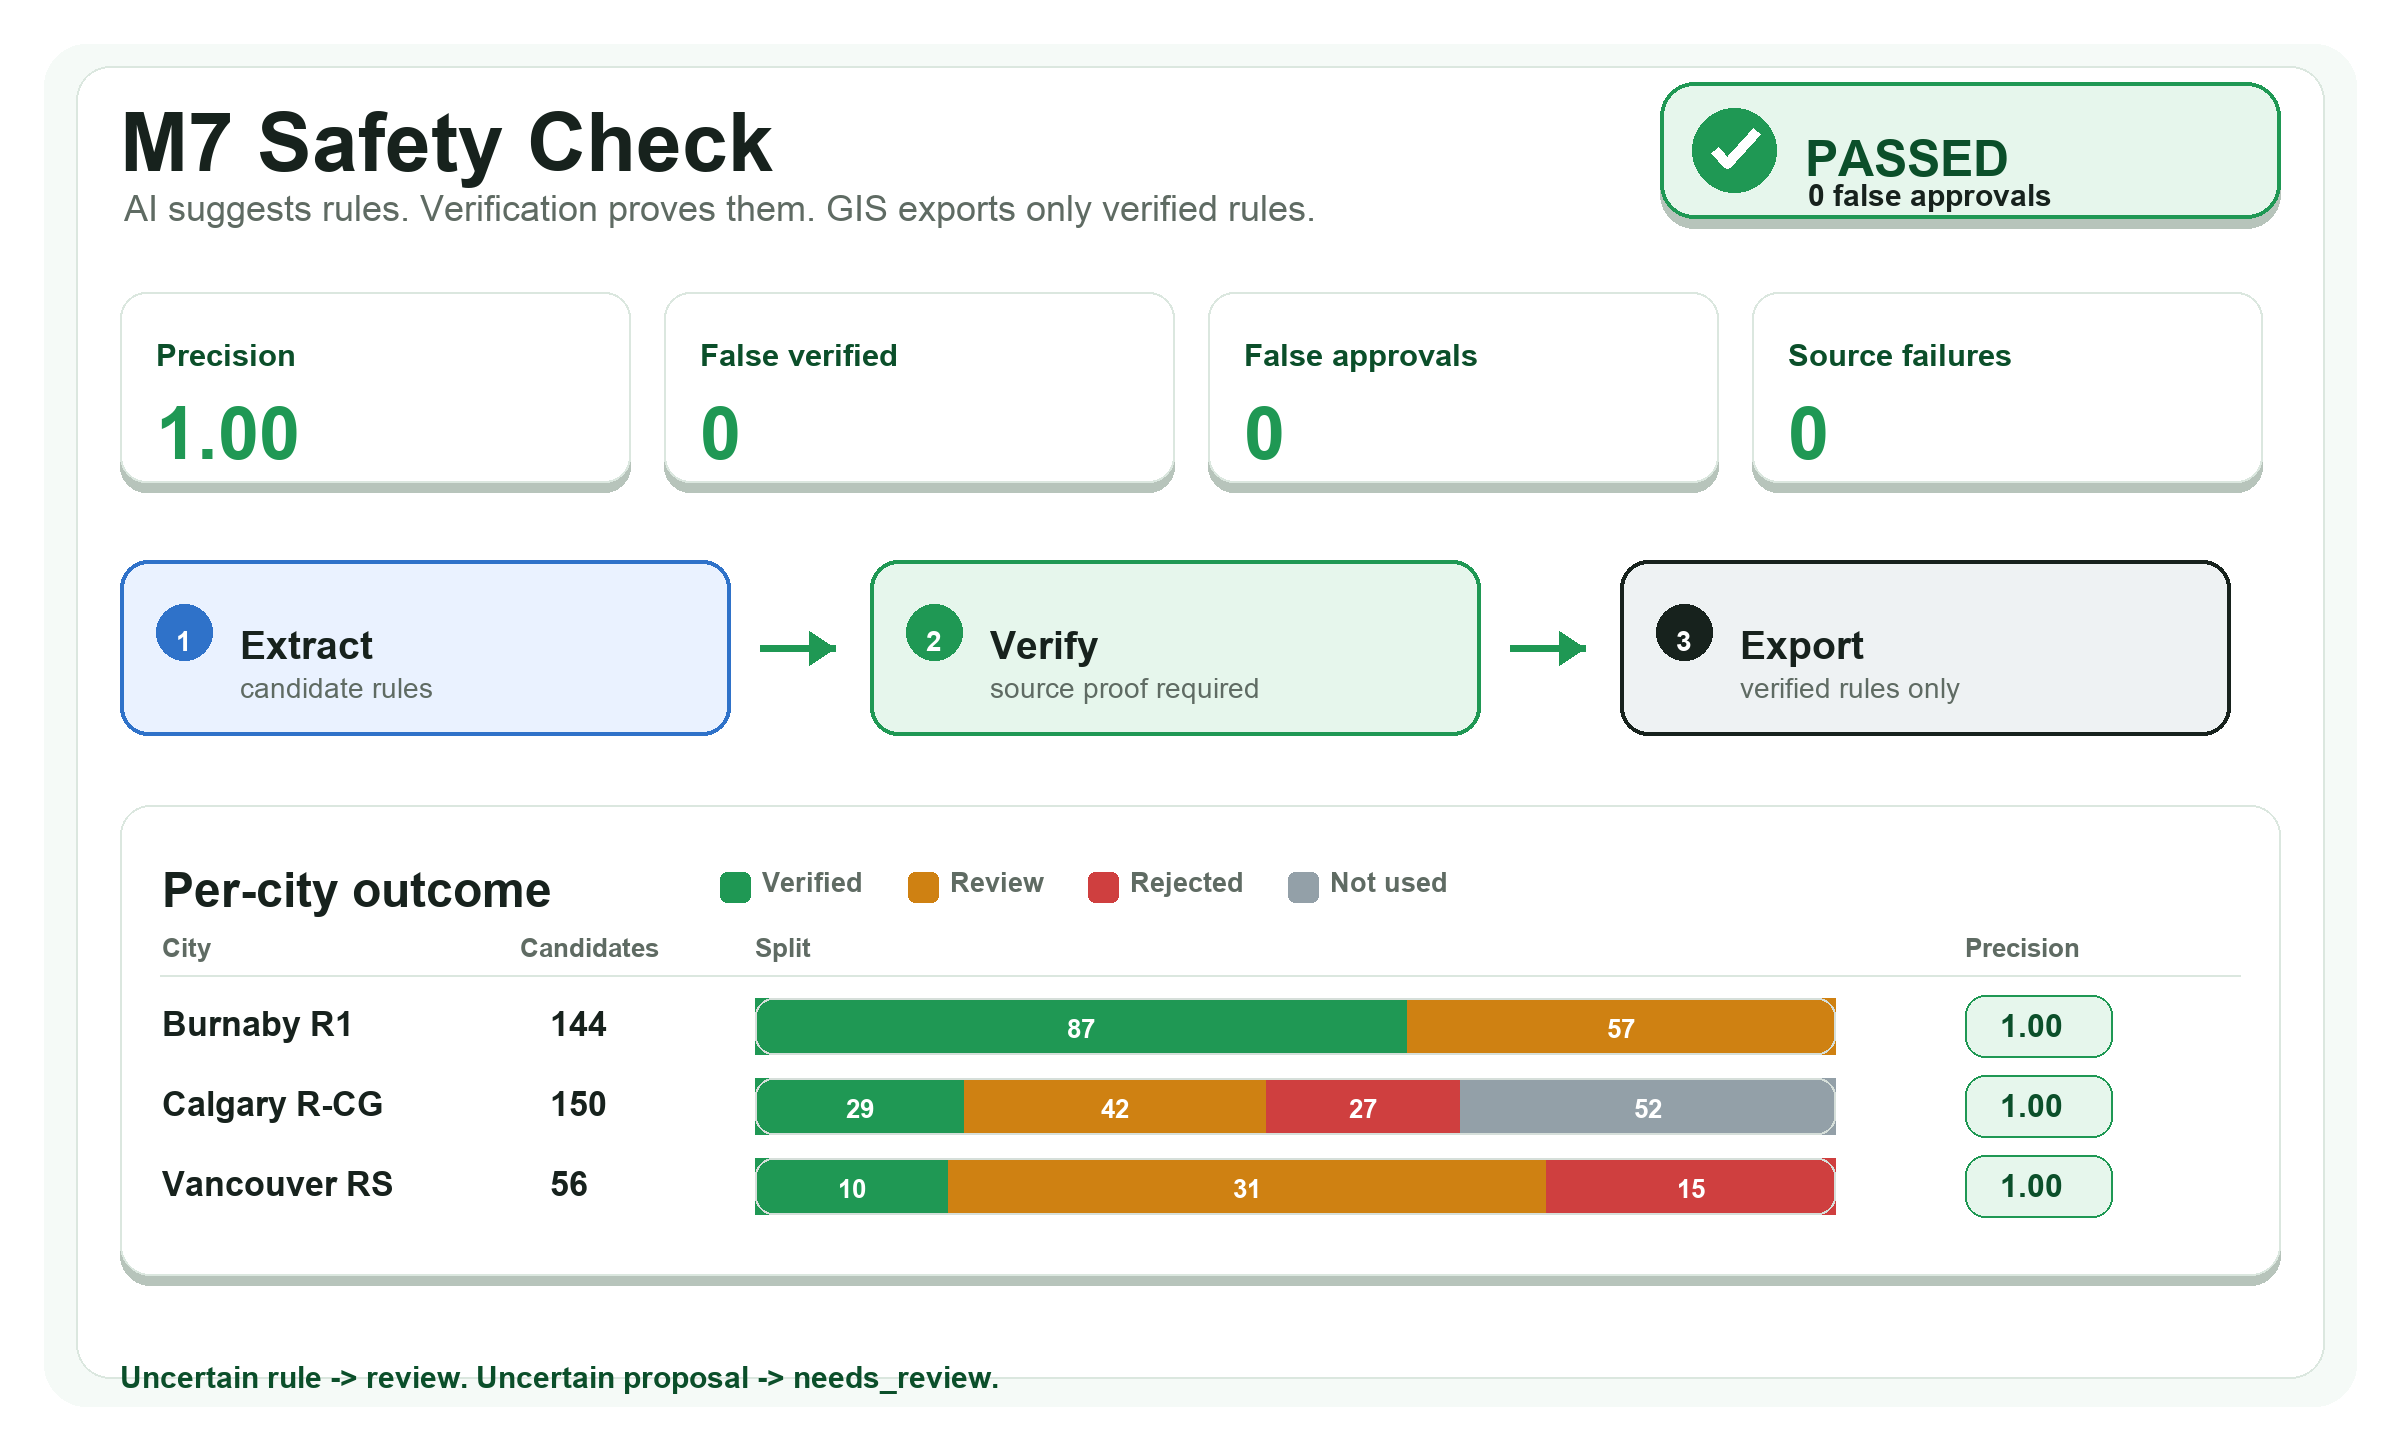 M7 Safety Check
AI suggests rules. Verification proves them. GIS exports only verified rules.
PASSED
0 false approvals
Precision
1.00
False verified
0
False approvals
0
Source failures
0
1
Extract
candidate rules
2
Verify
source proof required
3
Export
verified rules only
Per-city outcome
Verified
Review
Rejected
Not used
City Candidates Split Precision
Burnaby R1 144 87 57 1.00
Calgary R-CG 150 29 42 27 52 1.00
Vancouver RS 56 10 31 15 1.00
Uncertain rule -> review. Uncertain proposal -> needs_review.